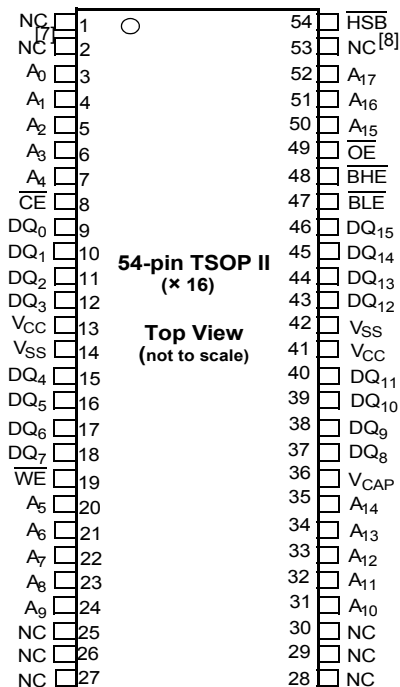 NC 1 54 HSB
[7]
NC 2 53 NC[8]
A0 3 52 A17
A1 4 51 A16
A2 5 50 A15
A3 6 49 OE
A4 7 48 BHE
CE 8 47 BLE
DQ0 9 46 DQ15
DQ1 10 45 DQ14
DQ2 11 44 DQ13
DQ3 12 43 DQ12
VCC 13 42 VSS
VSS 14 41 VCC
DQ4 15 40 DQ11
DQ5 16 39 DQ10
DQ6 17 38 DQ9
DQ7 18 37 DQ8
WE 19 36 VCAP
A5 20 35 A14
A6 21 34 A13
A7 22 33 A12
A8 23 32 A11
A9 24 31 A10
NC 25 30 NC
NC 26 29 NC
NC 27 28 NC
54-pin TSOP II
(× 16)
Top View
(not to scale)